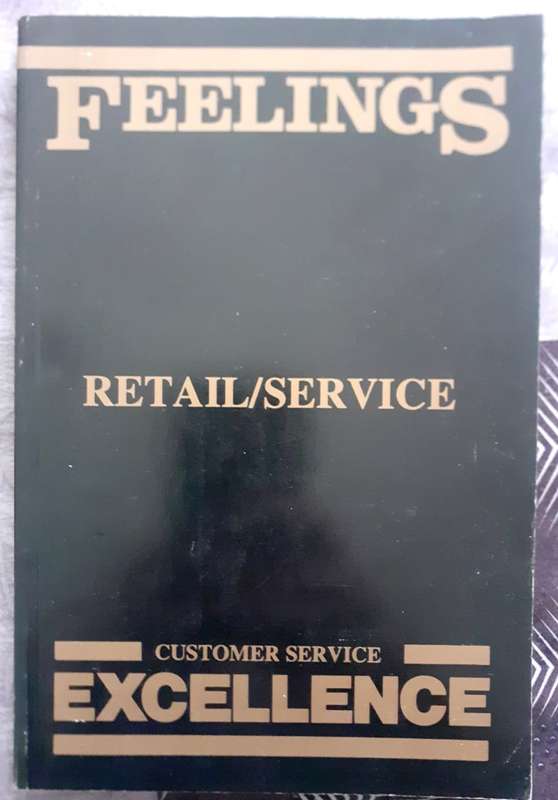 FEELINGS
RETAIL/SERVICE
CUSTOMER SERVICE
EXCELLENCE